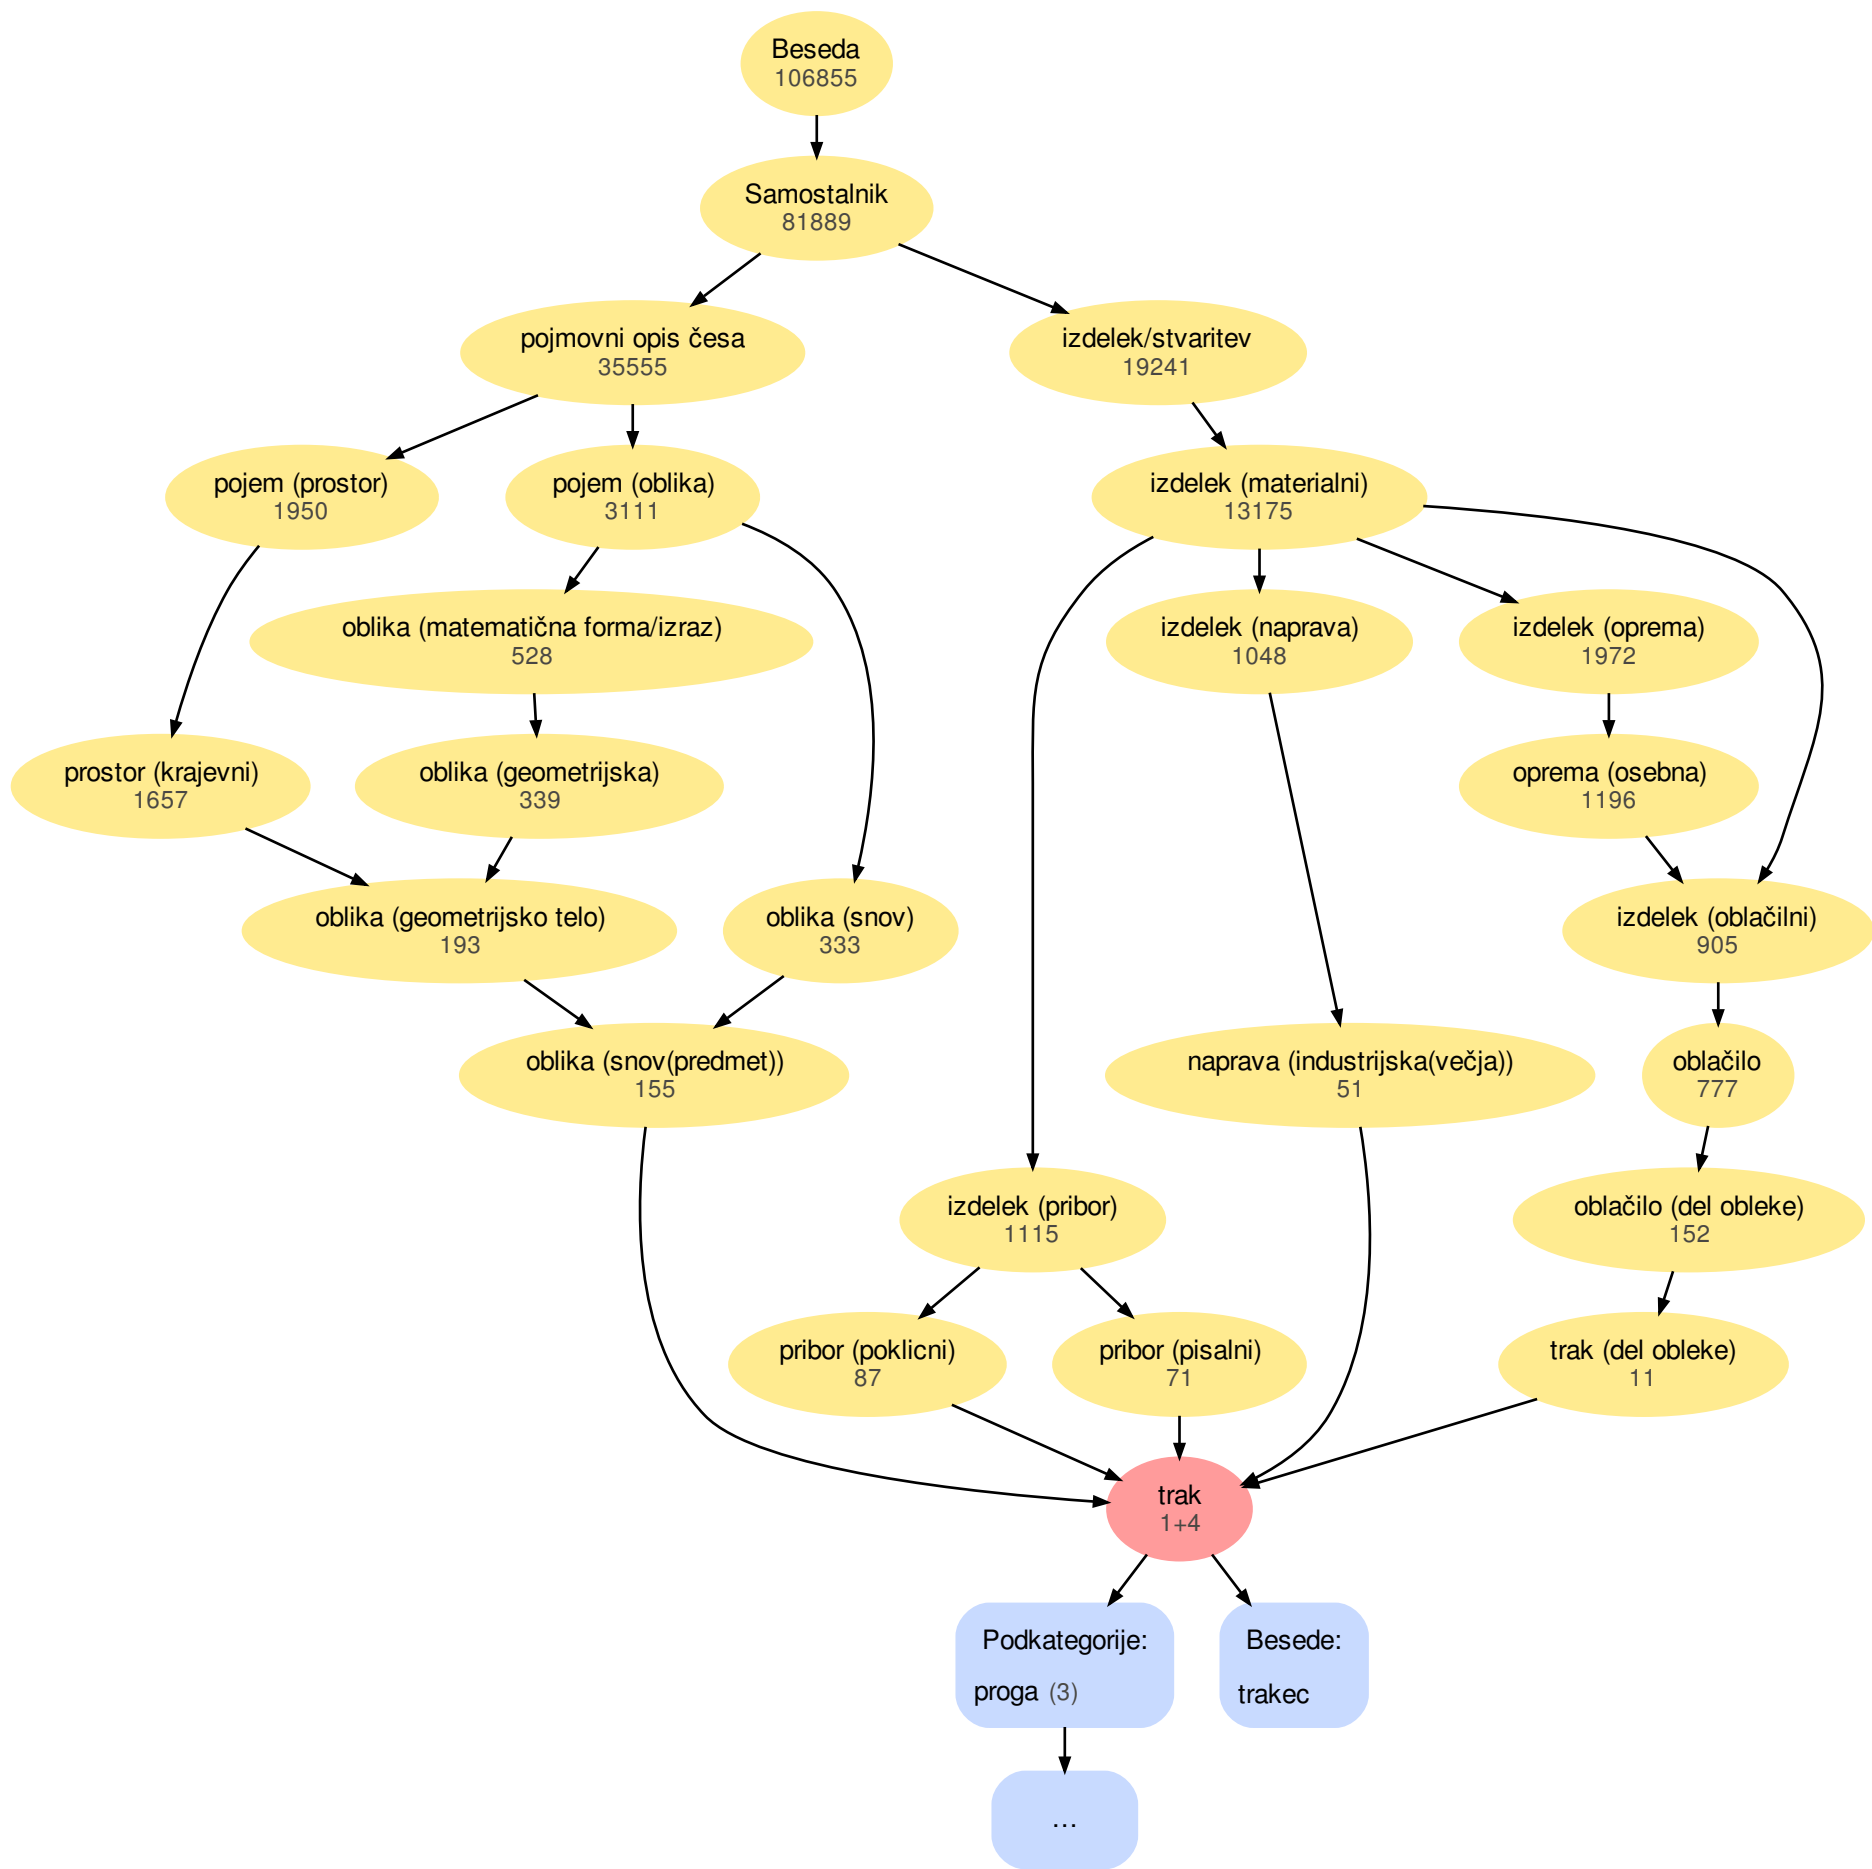 Beseda
106855
Samostalnik
81889
pojmovni opis česa
35555
izdelek/stvaritev
19241
pojem (prostor)
1950
pojem (oblika)
3111
izdelek (materialni)
13175
oblika (matematična forma/izraz)
528
izdelek (naprava)
1048
izdelek (oprema)
1972
prostor (krajevni)
1657
oblika (geometrijska)
339
oprema (osebna)
1196
oblika (geometrijsko telo)
193
oblika (snov)
333
izdelek (oblačilni)
905
oblika (snov(predmet))
155
naprava (industrijska(večja))
51
oblačilo
777
izdelek (pribor)
1115
oblačilo (del obleke)
152
pribor (poklicni)
87
pribor (pisalni)
71
trak (del obleke)
11
trak
1+4
Podkategorije:
proga (3)
Besede:
trakec
...